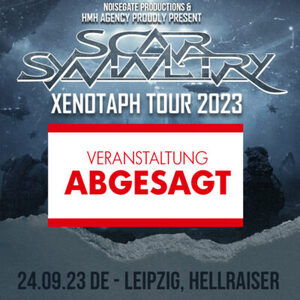 NOISEGATE PRODUCTIONS &
HMH AGENCY PROUDLY PRESENT
SCAR
SYMMETRY
XENOTAPH TOUR 2023
VERANSTALTUNG
ABGESAGT
24.09.23 DE - LEIPZIG, HELLRAISER